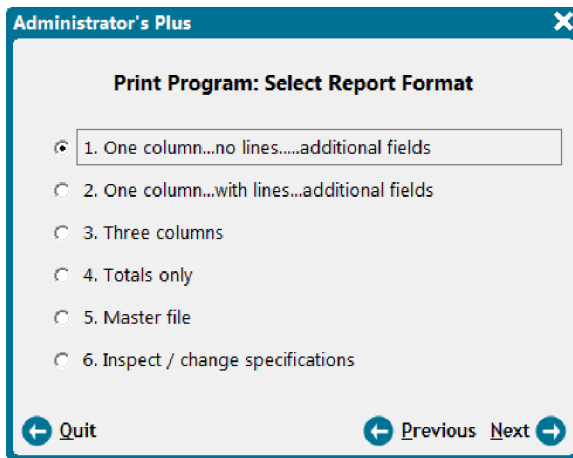 Administrator's Plus
Print Program: Select Report Format
1. One column...no lines.....additional fields
2. One column...with lines...additional fields
3. Three columns
4. Totals only
5. Master file
6. Inspect / change specifications
Quit Previous Next